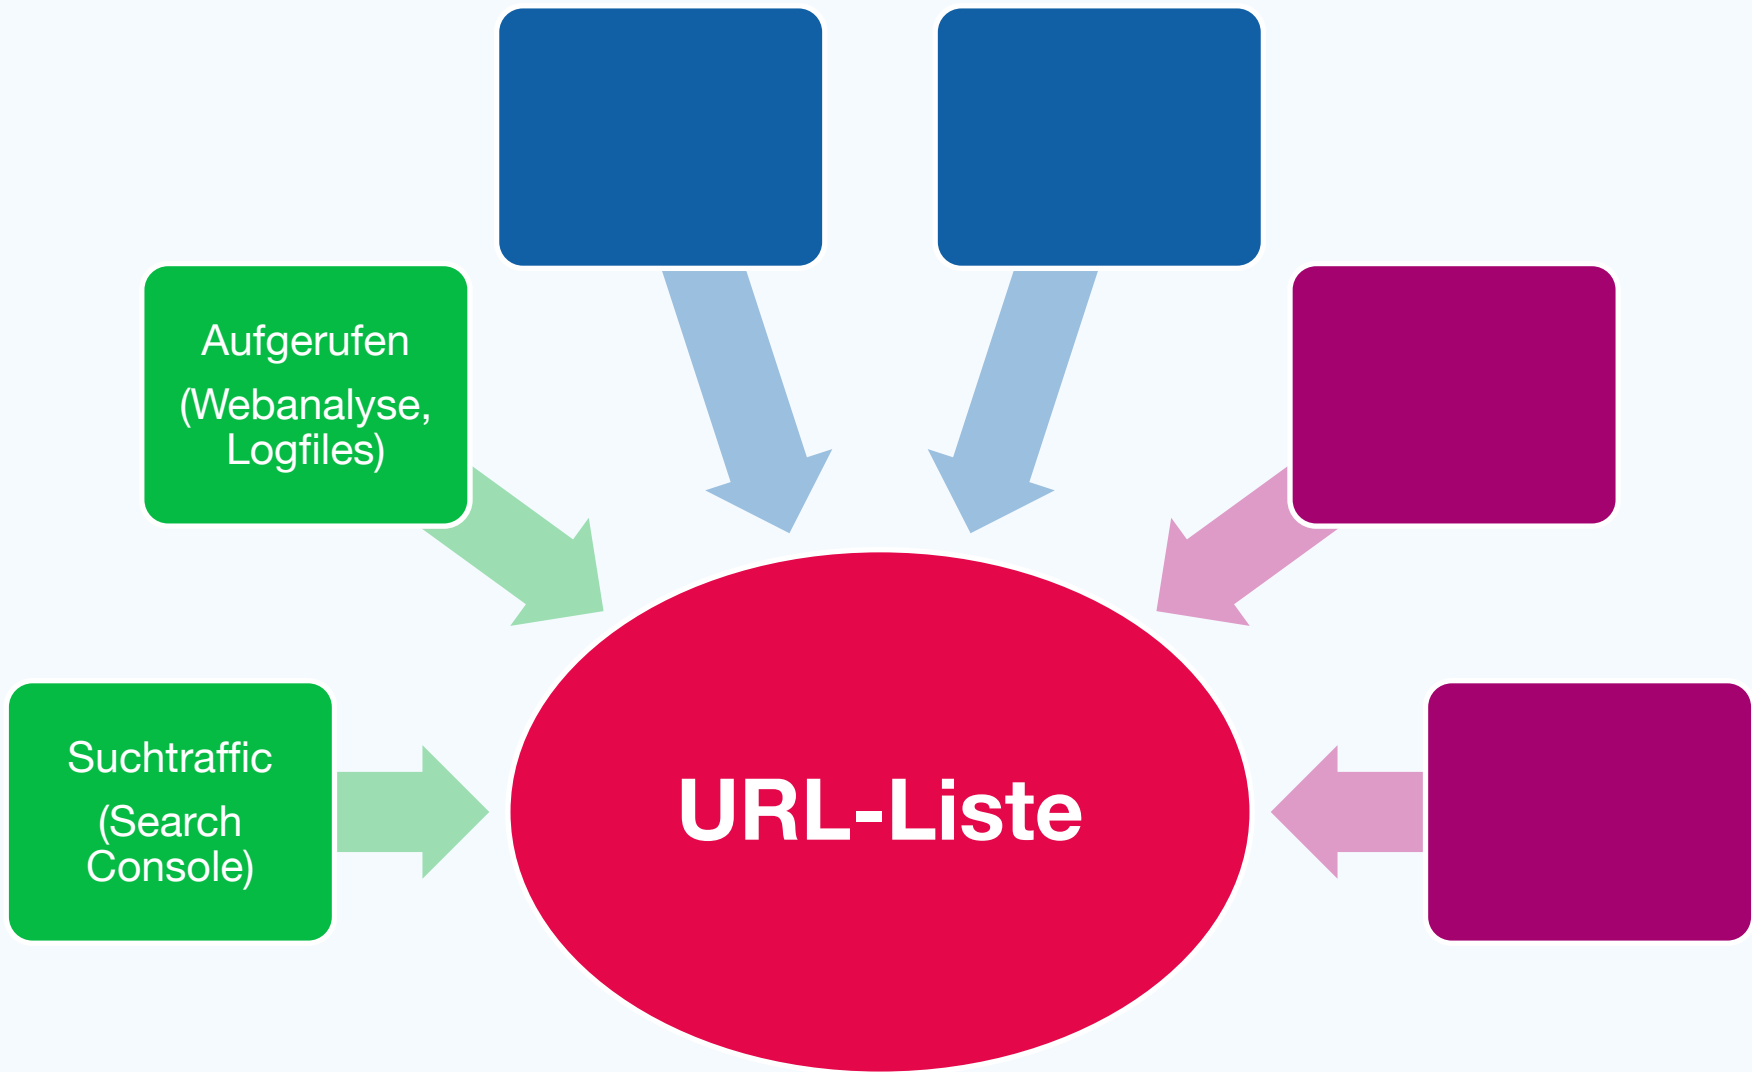 Aufgerufen
(Webanalyse,
Logfiles)
Suchtraffic
(Search
Console)
URL-Liste